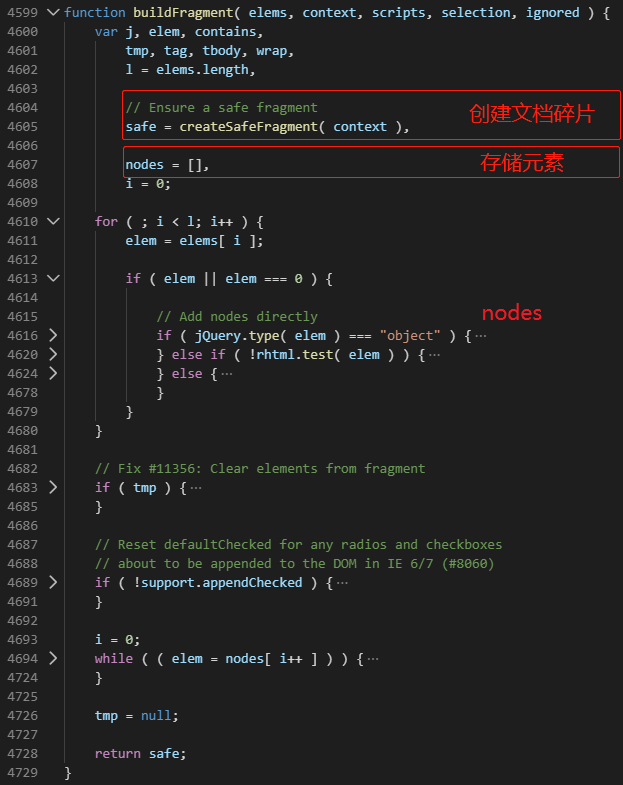 4599 function buildFragment( elems, context, scripts, selection, ignored ) {
4600 var j, elem, contains,
4601 tmp, tag, tbody, wrap,
4602 l = elems.length,
4603
4604 // Ensure a safe fragment
4605 safe = createSafeFragment( context ),
创建文档碎片
4606
4607 nodes = [],
存储元素
4608 i = 0;
4609
4610 for ( ; i < l; i++ ) {
4611 elem = elems[ i ];
4612
4613 if ( elem || elem === 0 ) {
4614
4615 // Add nodes directly
nodes
4616 if ( jQuery.type( elem ) === "object" ) {…
4620 } else if ( !rhtml.test( elem ) ) {…
4624 } else {…
4678 }
4679 }
4680 }
4681
4682 // Fix #11356: Clear elements from fragment
4683 if ( tmp ) {…
4685 }
4686
4687 // Reset defaultChecked for any radios and checkboxes
4688 // about to be appended to the DOM in IE 6/7 (#8060)
4689 if ( !support.appendChecked ) {…
4691 }
4692
4693 i = 0;
4694 while ( ( elem = nodes[ i++ ] ) ) {…
4724 }
4725
4726 tmp = null;
4727
4728 return safe;
4729 }